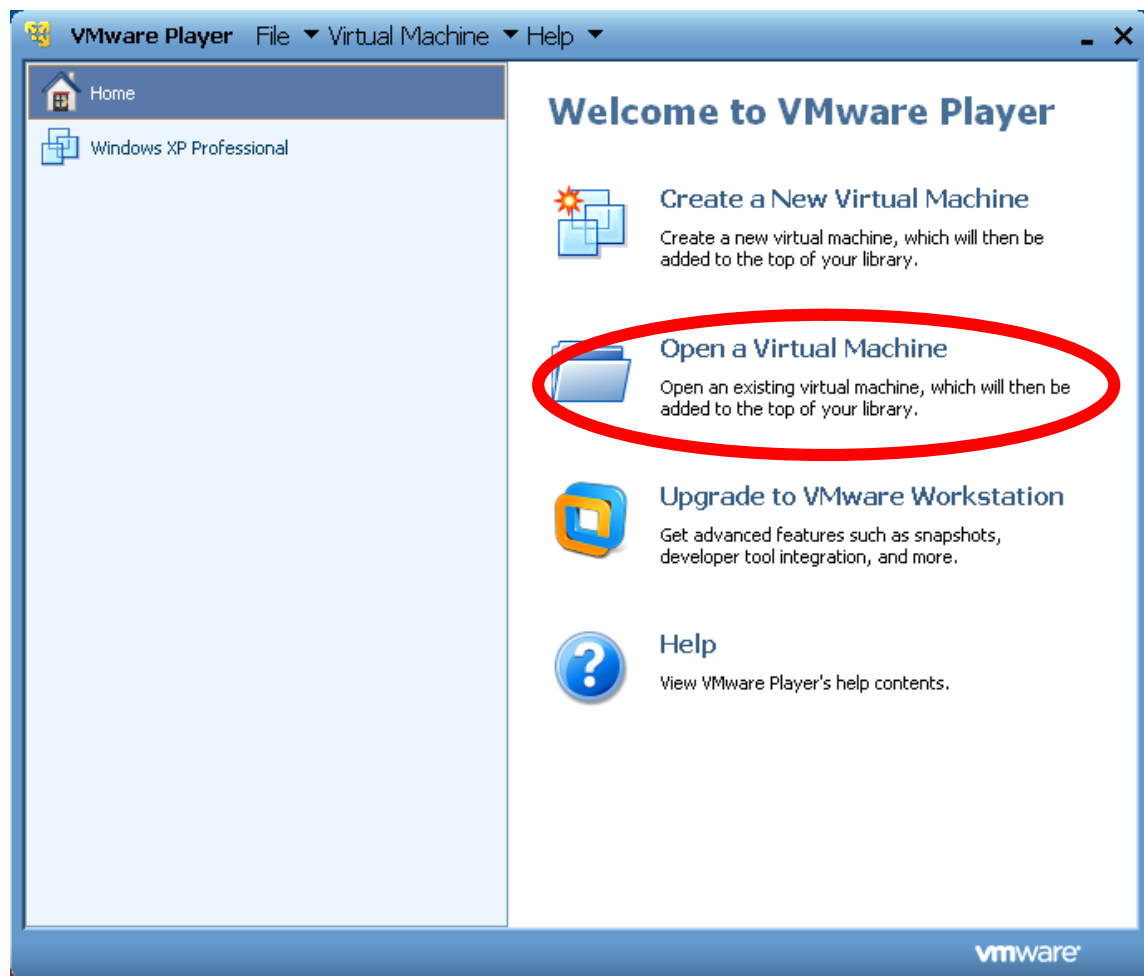 VMware Player File Virtual Machine Help
Home
Windows XP Professional
Welcome to VMware Player
Create a New Virtual Machine
Create a new virtual machine, which will then be
added to the top of your library.
Open a Virtual Machine
Open an existing virtual machine, which will then be
added to the top of your library.
Upgrade to VMware Workstation
Get advanced features such as snapshots,
developer tool integration, and more.
Help
View VMware Player's help contents.
vmware